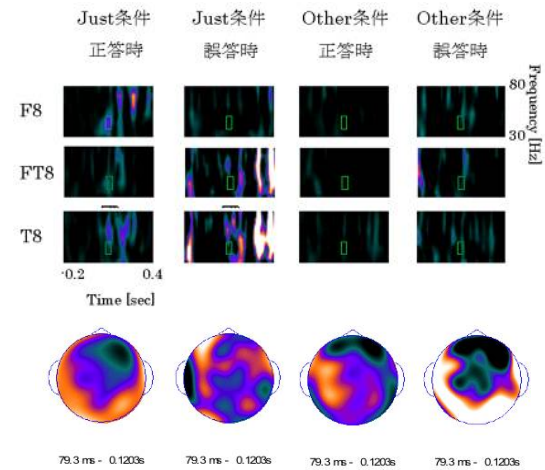 Just条件 Just条件 Other条件 Other条件
正答時 誤答時 正答時 誤答時
F8
80
Frequency [Hz]
30
FT8
T8
-0.2 0.4
Time [sec]
79.3 ms - 0.1203s 79.3 ms - 0.1203s 79.3 ms - 0.1203s 79.3 ms - 0.1203s